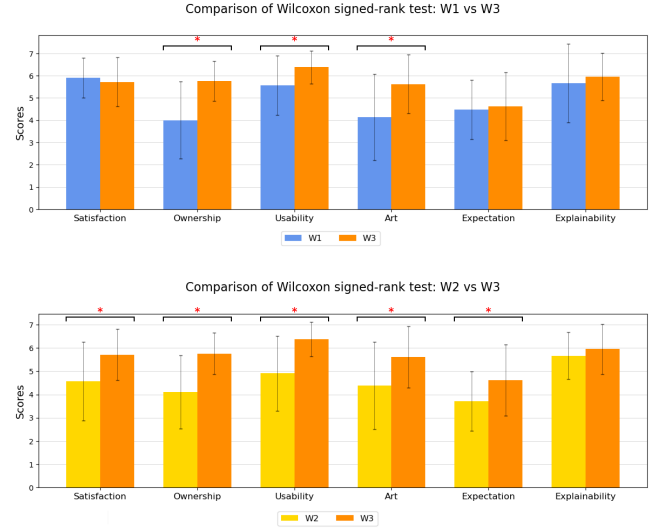 Comparison of Wilcoxon signed-rank test: W1 vs W3
* * *
7
6
5
4
3
2
1
0
Scores
Satisfaction Ownership Usability Art Expectation Explainability
W1 W3
Comparison of Wilcoxon signed-rank test: W2 vs W3
* * * * *
7
6
5
4
3
2
1
0
Scores
Satisfaction Ownership Usability Art Expectation Explainability
W2 W3